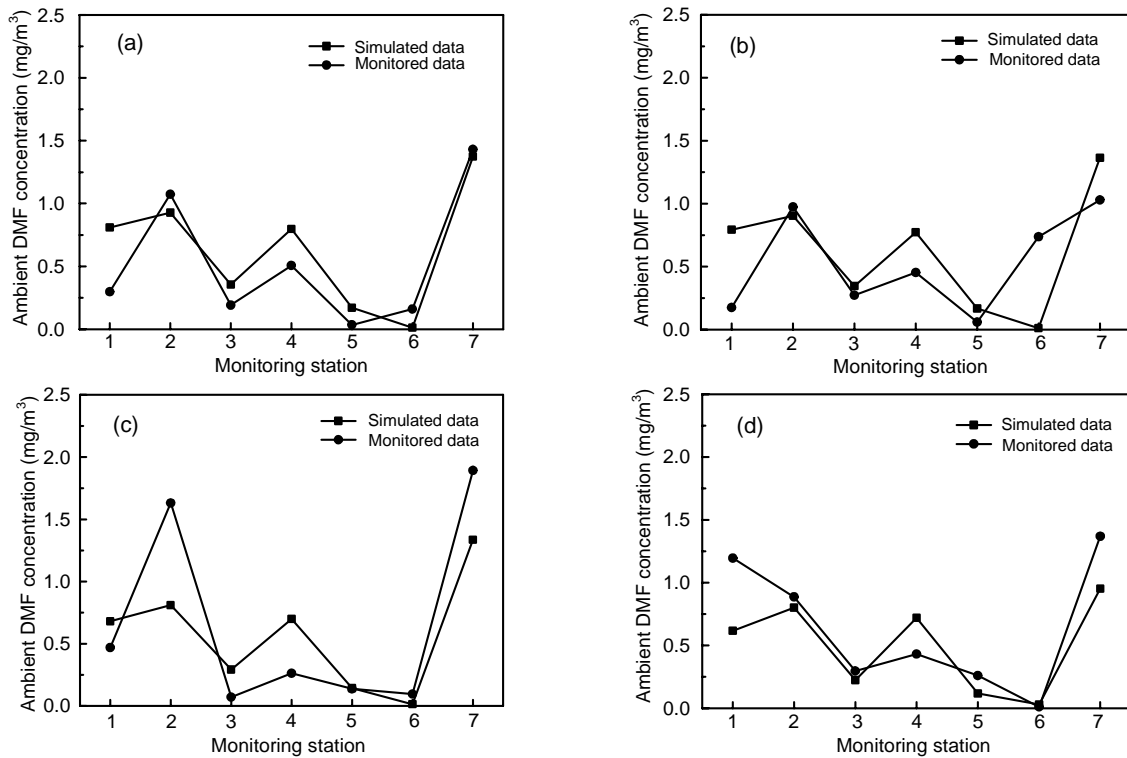 (a)
Simulated data
Monitored data
Ambient DMF concentration (mg/m³)
2.5
2.0
1.5
1.0
0.5
0.0
1 2 3 4 5 6 7
Monitoring station
(b)
Simulated data
Monitored data
Ambient DMF concentration (mg/m³)
2.5
2.0
1.5
1.0
0.5
0.0
1 2 3 4 5 6 7
Monitoring station
(c)
Simulated data
Monitored data
Ambient DMF concentration (mg/m³)
2.5
2.0
1.5
1.0
0.5
0.0
1 2 3 4 5 6 7
Monitoring station
(d)
Simulated data
Monitored data
Ambient DMF concentration (mg/m³)
2.5
2.0
1.5
1.0
0.5
0.0
1 2 3 4 5 6 7
Monitoring station